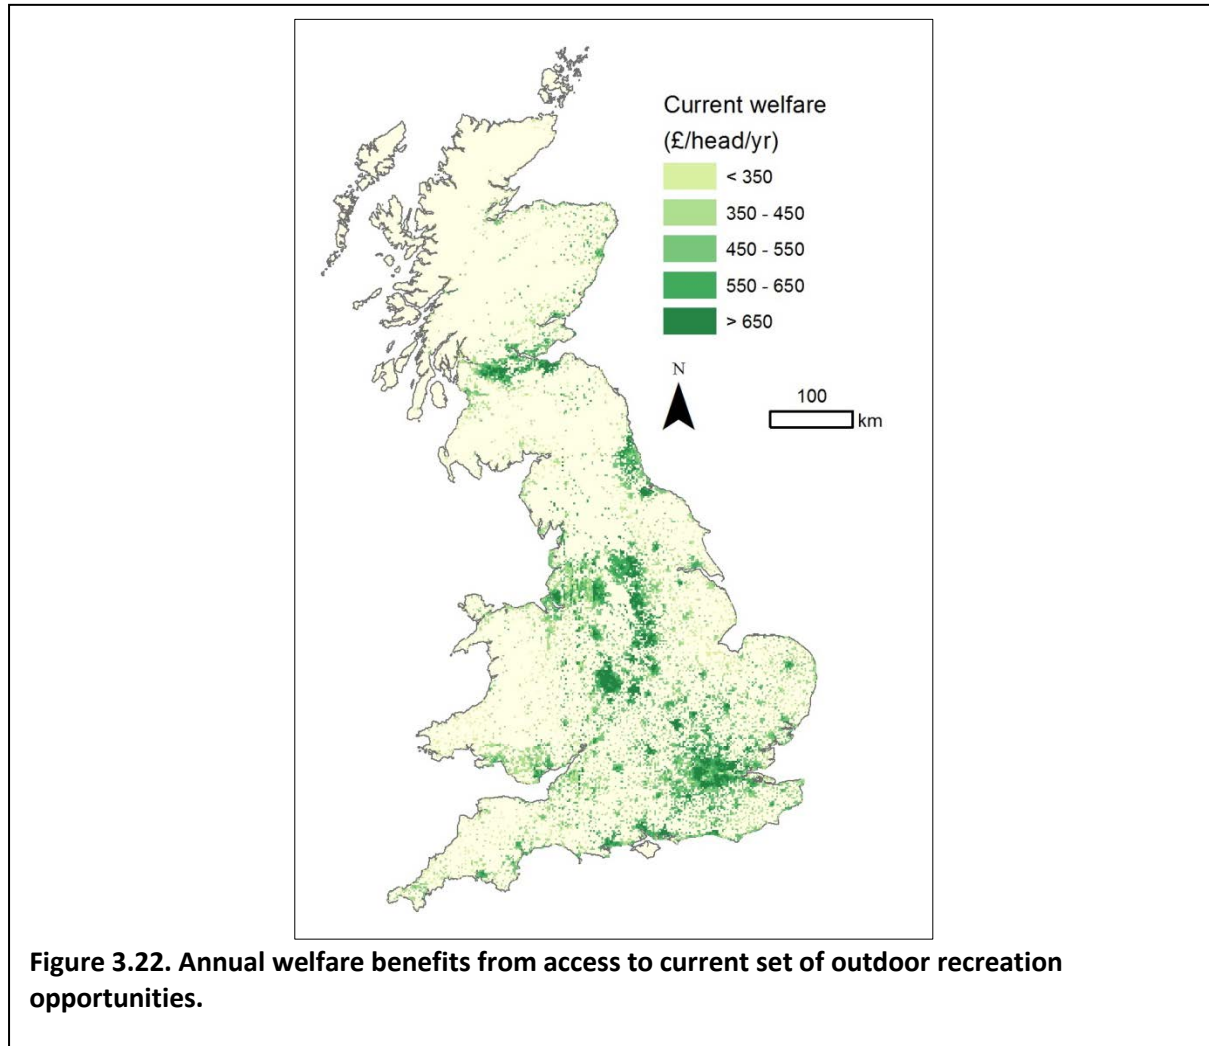 Current welfare
(£/head/yr)
< 350
350 - 450
450 - 550
550 - 650
> 650
N
100
km
Figure 3.22. Annual welfare benefits from access to current set of outdoor recreation
opportunities.